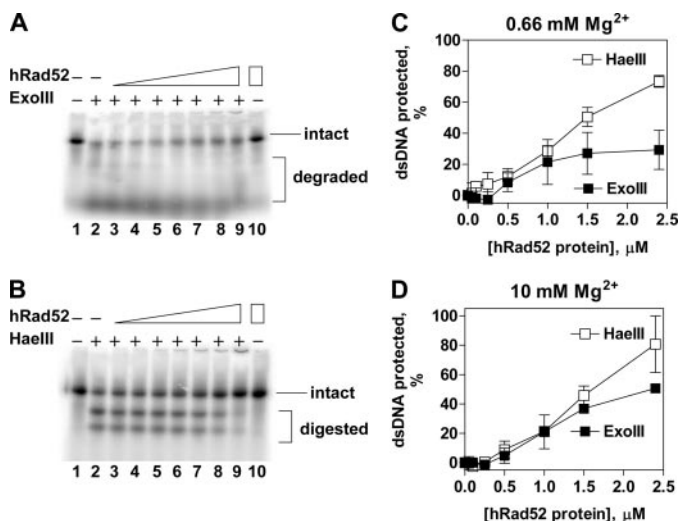 A
hRad52 — —
ExoIII — + + + + + + + + —
intact
degraded
1 2 3 4 5 6 7 8 9 10
B
hRad52 — —
HaeIII — + + + + + + + + —
intact
digested
1 2 3 4 5 6 7 8 9 10
C
0.66 mM Mg²⁺
dsDNA protected, %
100
80
60
40
20
0
HaeIII
ExoIII
0.0 0.5 1.0 1.5 2.0 2.5
[hRad52 protein], μM
D
10 mM Mg²⁺
dsDNA protected, %
100
80
60
40
20
0
HaeIII
ExoIII
0.0 0.5 1.0 1.5 2.0 2.5
[hRad52 protein], μM